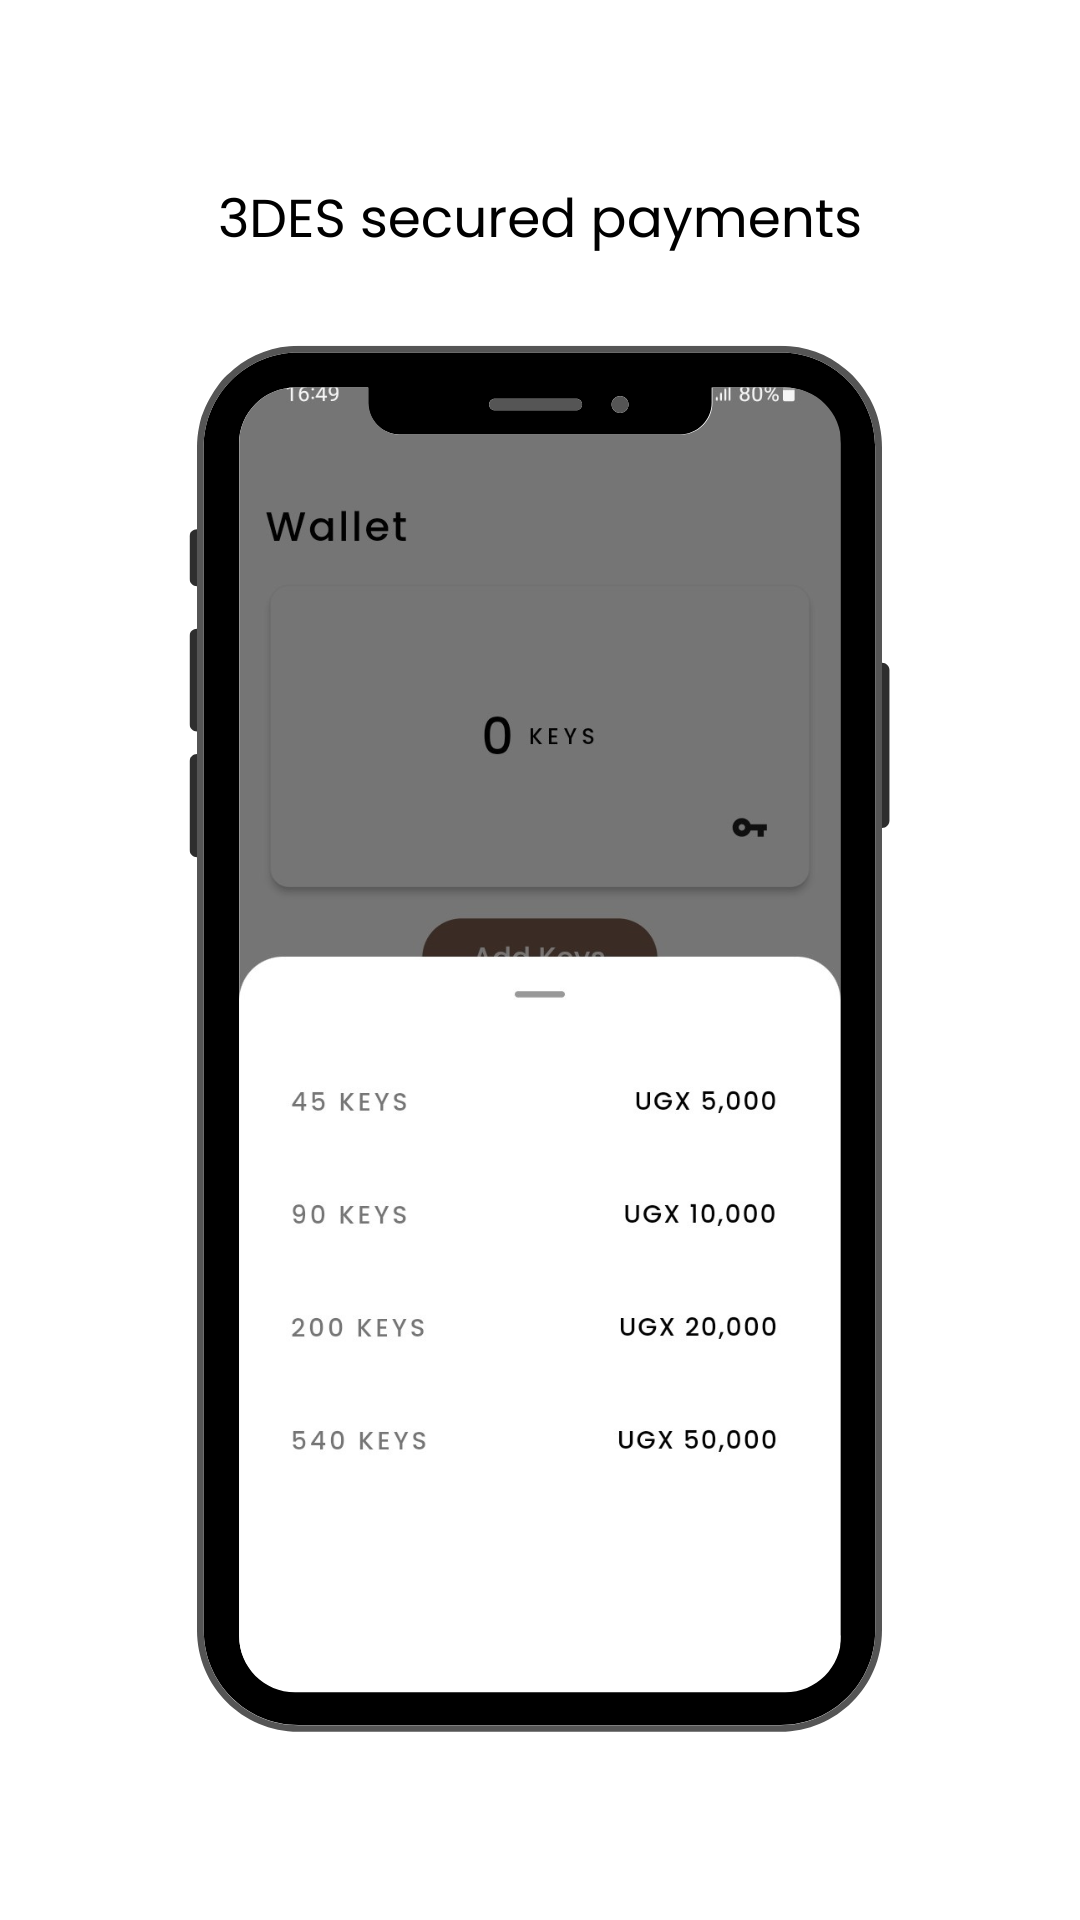 3DES secured payments
16:49 80%
Wallet
0 KEYS
Add Keys
45 KEYS UGX 5,000
90 KEYS UGX 10,000
200 KEYS UGX 20,000
540 KEYS UGX 50,000